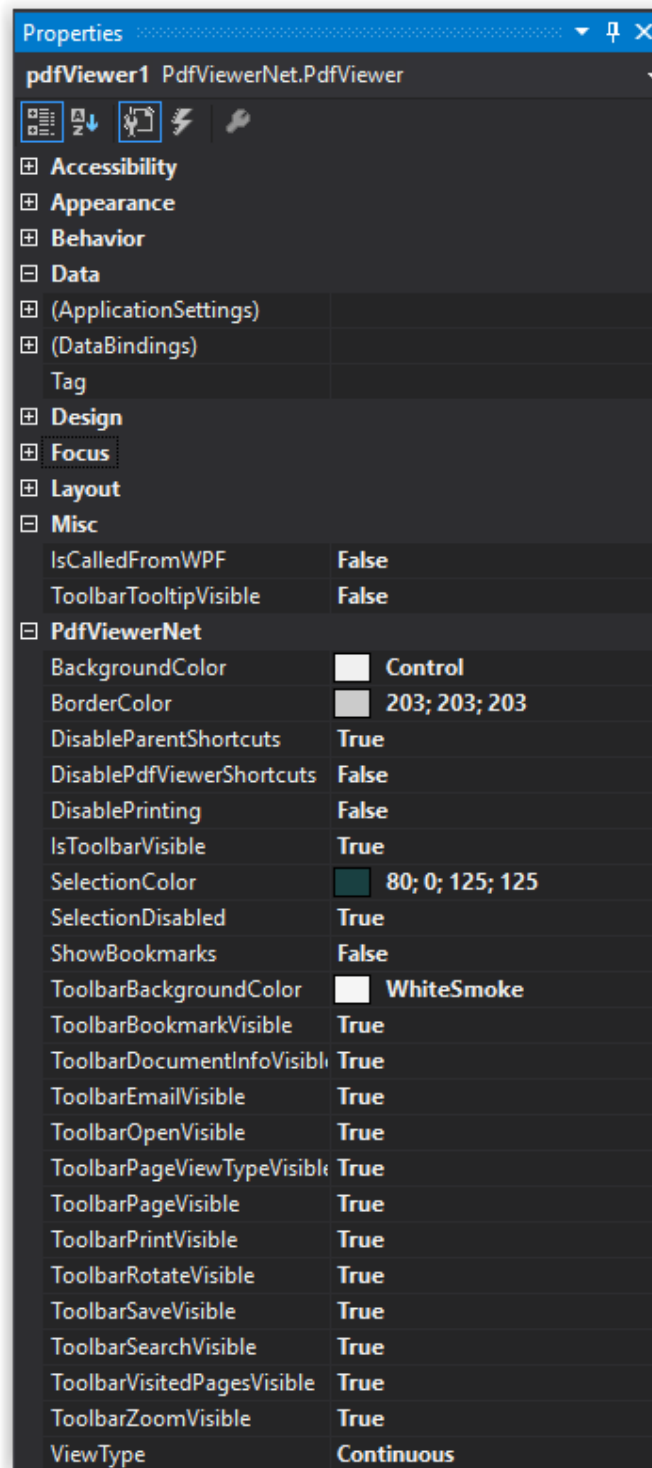 Properties
pdfViewer1 PdfViewerNet.PdfViewer
Accessibility
Appearance
Behavior
Data
(ApplicationSettings)
(DataBindings)
Tag
Design
Focus
Layout
Misc
IsCalledFromWPF False
ToolbarTooltipVisible False
PdfViewerNet
BackgroundColor Control
BorderColor 203; 203; 203
DisableParentShortcuts True
DisablePdfViewerShortcuts False
DisablePrinting False
IsToolbarVisible True
SelectionColor 80; 0; 125; 125
SelectionDisabled True
ShowBookmarks False
ToolbarBackgroundColor WhiteSmoke
ToolbarBookmarkVisible True
ToolbarDocumentInfoVisibl True
ToolbarEmailVisible True
ToolbarOpenVisible True
ToolbarPageViewTypeVisible True
ToolbarPageVisible True
ToolbarPrintVisible True
ToolbarRotateVisible True
ToolbarSaveVisible True
ToolbarSearchVisible True
ToolbarVisitedPagesVisible True
ToolbarZoomVisible True
ViewType Continuous